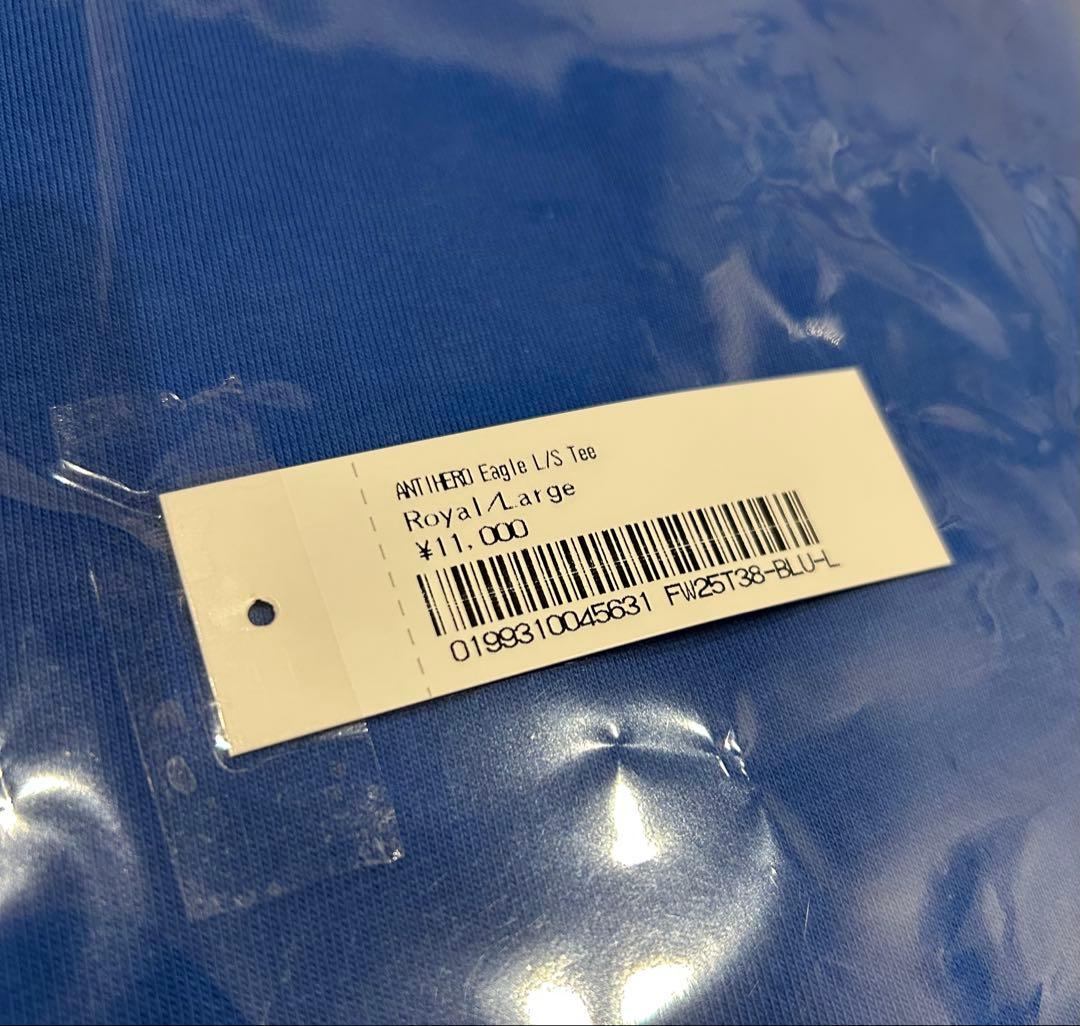 ANTIHERO Eagle L/S Tee
Royal/Large
¥11,000
0199310045631 FW25T38-BLU-L